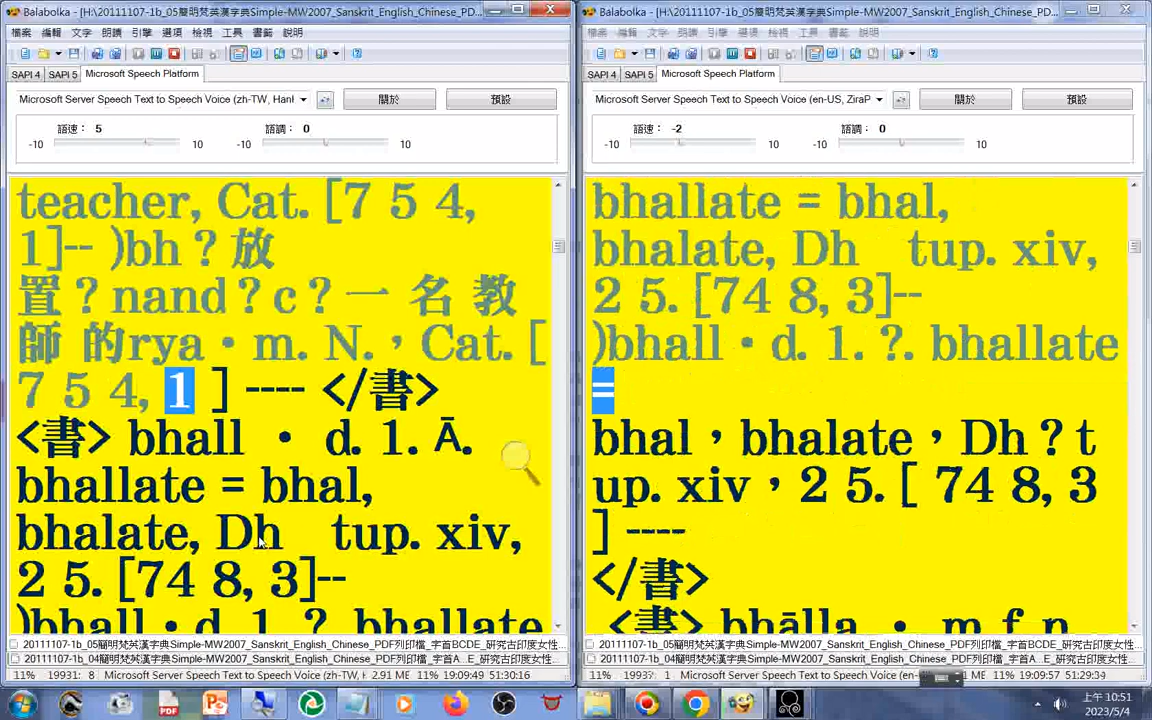 Balabolka - [H:\20111107-1b_05簡明梵英漢字典Simple-MW2007_Sanskrit_English_Chinese_PD...
檔案 編輯 文字 朗讀 引擎 選項 檢視 工具 書籤 說明
SAPI 4 SAPI 5 Microsoft Speech Platform
Microsoft Server Speech Text to Speech Voice (zh-TW, HanH 關於 預設
語速： 5 語調： 0
-10 10 -10 10
teacher, Cat. [7 5 4,
1]-- )bh？放
置？nand？c？一 名 教
師 的rya・m. N.，Cat. [
7 5 4, 1 ] ---- </書>
<書> bhall ・ d. 1. Ā.
bhallate = bhal,
bhalate, Dh tup. xiv,
2 5. [74 8, 3]--
)bhall・d. 1. ?. bhallate
20111107-1b_05簡明梵英漢字典Simple-MW2007_Sanskrit_English_Chinese_PDF列印檔_字首BCDE_研究古印度女性...
20111107-1b_04簡明梵英漢字典Simple-MW2007_Sanskrit_English_Chinese_PDF列印檔_字首A...E_研究古印度女性...
11% 19931: 8 Microsoft Server Speech Text to Speech Voice (zh-TW, 2.91 MB 11% 19:09:49 51:30:16
Balabolka - [H:\20111107-1b_05簡明梵英漢字典Simple-MW2007_Sanskrit_English_Chinese_PD...
檔案 編輯 文字 朗讀 引擎 選項 檢視 工具 書籤 說明
SAPI 4 SAPI 5 Microsoft Speech Platform
Microsoft Server Speech Text to Speech Voice (en-US, ZiraP 關於 預設
語速： -2 語調： 0
-10 10 -10 10
bhallate = bhal,
bhalate, Dh tup. xiv,
2 5. [74 8, 3]--
)bhall・d. 1. ?. bhallate
=
bhal，bhalate，Dh？t
up. xiv，2 5. [ 74 8, 3
] ----
</書>
<書> bhālla ・ m f n
20111107-1b_05簡明梵英漢字典Simple-MW2007_Sanskrit_English_Chinese_PDF列印檔_字首BCDE_研究古印度女性...
20111107-1b_04簡明梵英漢字典Simple-MW2007_Sanskrit_English_Chinese_PDF列印檔_字首A...E_研究古印度女性...
11% 1993?: 1 Microsoft Server Speech Text to Speech Voice 11% 19:09:57 51:29:34
上午 10:51
2023/5/4